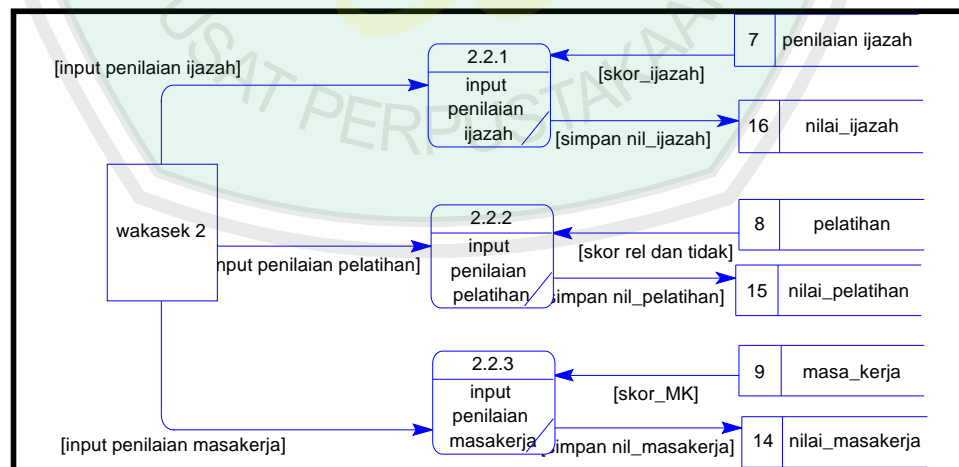 7 penilaian ijazah
2.2.1
[input penilaian ijazah]
input
penilaian
ijazah
[skor_ijazah]
16 nilai_ijazah
[simpan nil_ijazah]
PUSAT PERPUSTAKAAN
wakasek 2
2.2.2
input
penilaian
pelatihan
8 pelatihan
[skor rel dan tidak]
nput penilaian pelatihan]
15 nilai_pelatihan
simpan nil_pelatihan]
2.2.3
input
penilaian
masakerja
9 masa_kerja
[skor_MK]
[input penilaian masakerja]
[simpan nil_masakerja]
14 nilai_masakerja